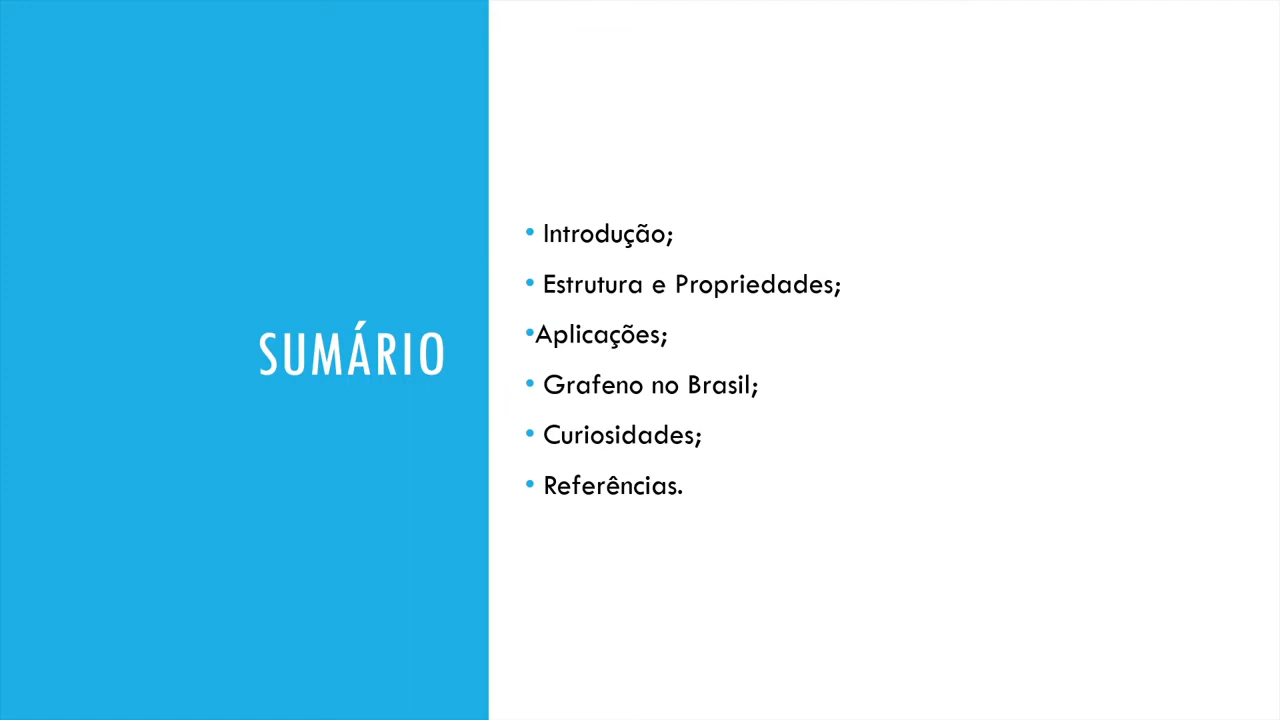 SUMÁRIO
• Introdução;
• Estrutura e Propriedades;
•Aplicações;
• Grafeno no Brasil;
• Curiosidades;
• Referências.